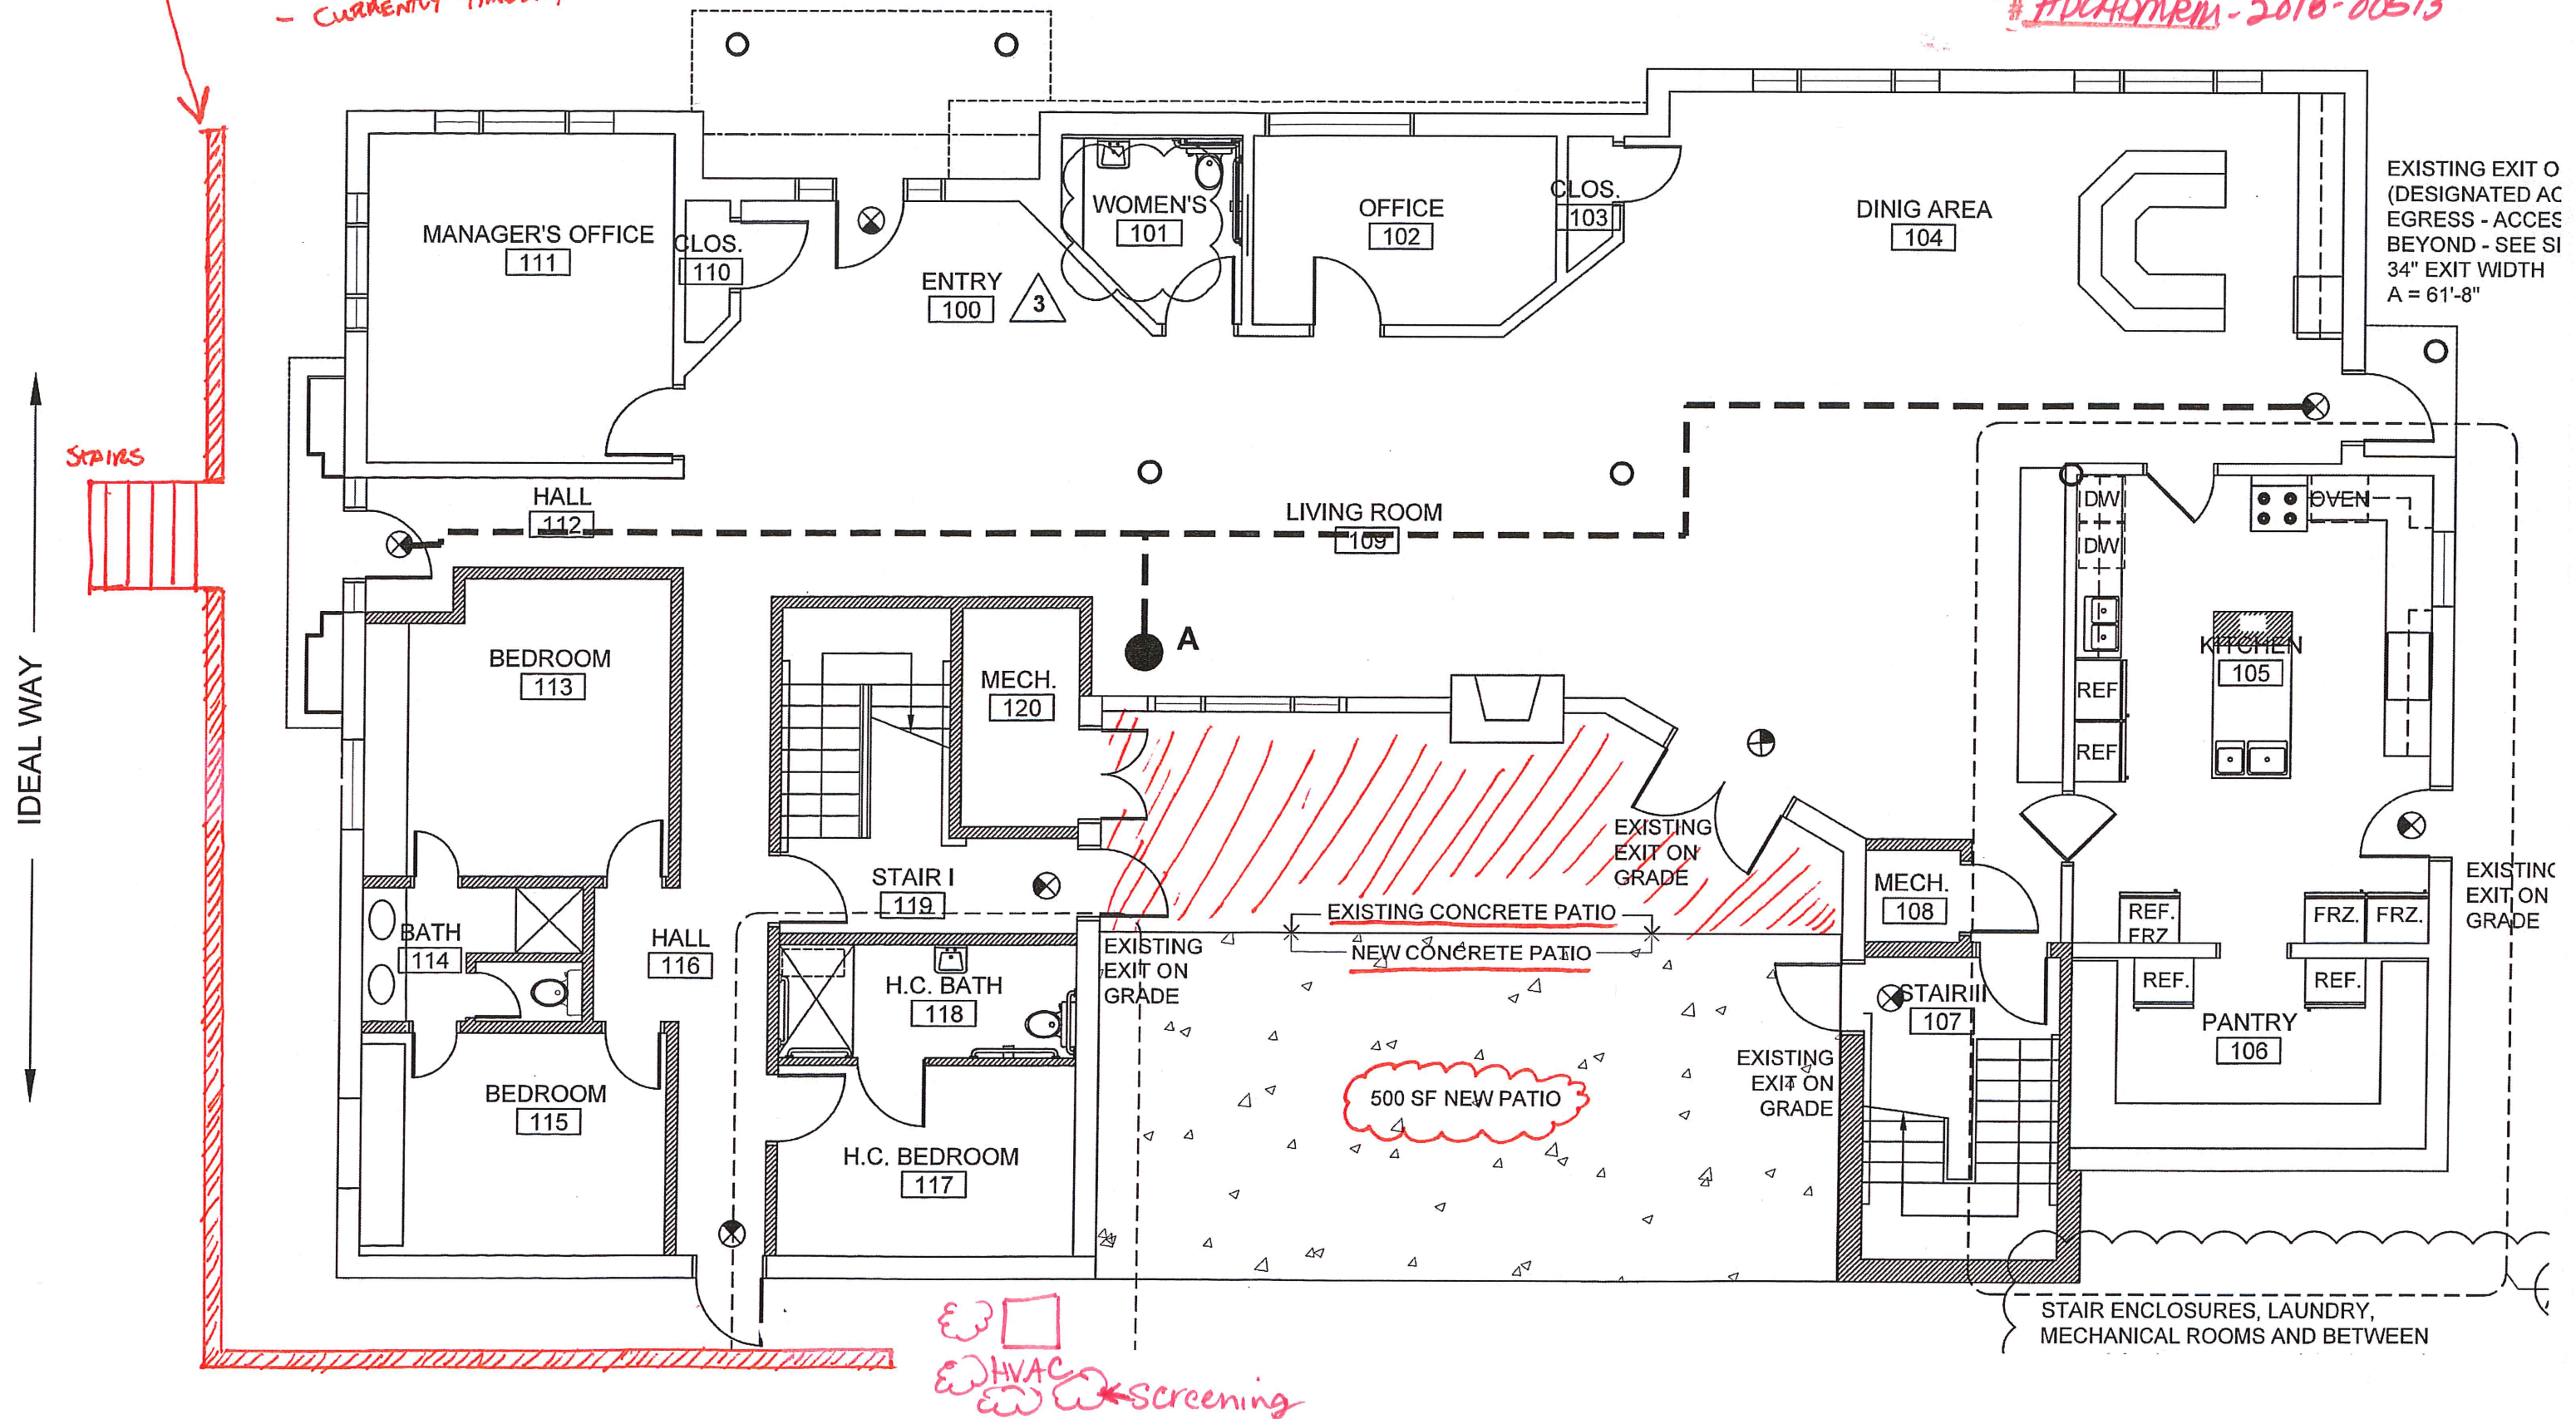 - CURRENTLY
# HDCADMRM-2018-00513
EXISTING EXIT O
(DESIGNATED AC
EGRESS - ACCES
BEYOND - SEE SI
34" EXIT WIDTH
A = 61'-8"
MANAGER'S OFFICE
111
CLOS.
110
ENTRY
100
3
WOMEN'S
101
OFFICE
102
CLOS.
103
DINIG AREA
104
STAIRS
HALL
112
LIVING ROOM
109
DW
DW
OVEN
IDEAL WAY
A
BEDROOM
113
MECH.
120
KITCHEN
105
REF
REF
EXISTING
EXIT ON
GRADE
STAIR I
119
MECH.
108
EXISTING
EXIT ON
GRADE
REF.
FRZ
FRZ.
FRZ.
EXISTING CONCRETE PATIO
NEW CONCRETE PATIO
BATH
114
HALL
116
EXISTING
EXIT ON
GRADE
H.C. BATH
118
REF.
REF.
STAIRIII
107
PANTRY
106
EXISTING
EXIT ON
GRADE
500 SF NEW PATIO
BEDROOM
115
H.C. BEDROOM
117
STAIR ENCLOSURES, LAUNDRY,
MECHANICAL ROOMS AND BETWEEN
HVAC
screening